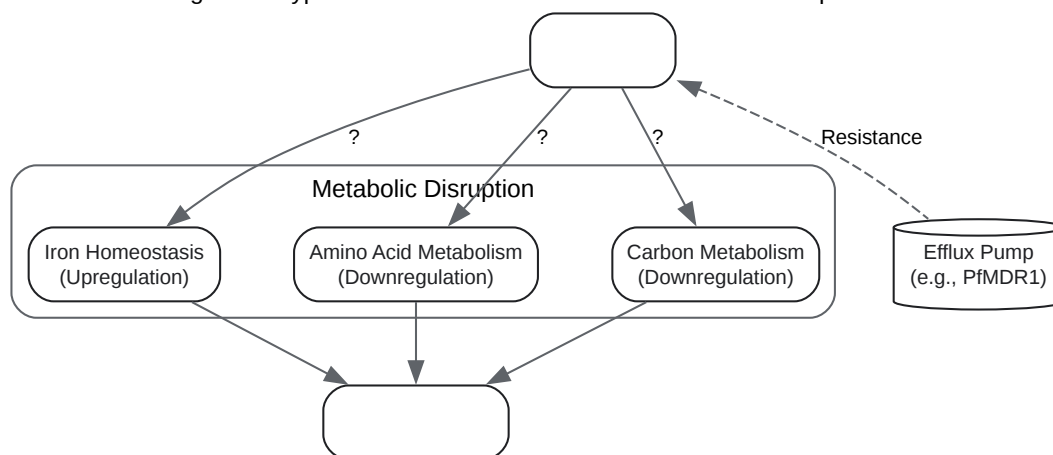 ?
?
?
Resistance
Metabolic Disruption
Iron Homeostasis
(Upregulation)
Amino Acid Metabolism
(Downregulation)
Carbon Metabolism
(Downregulation)
Efflux Pump
(e.g., PfMDR1)